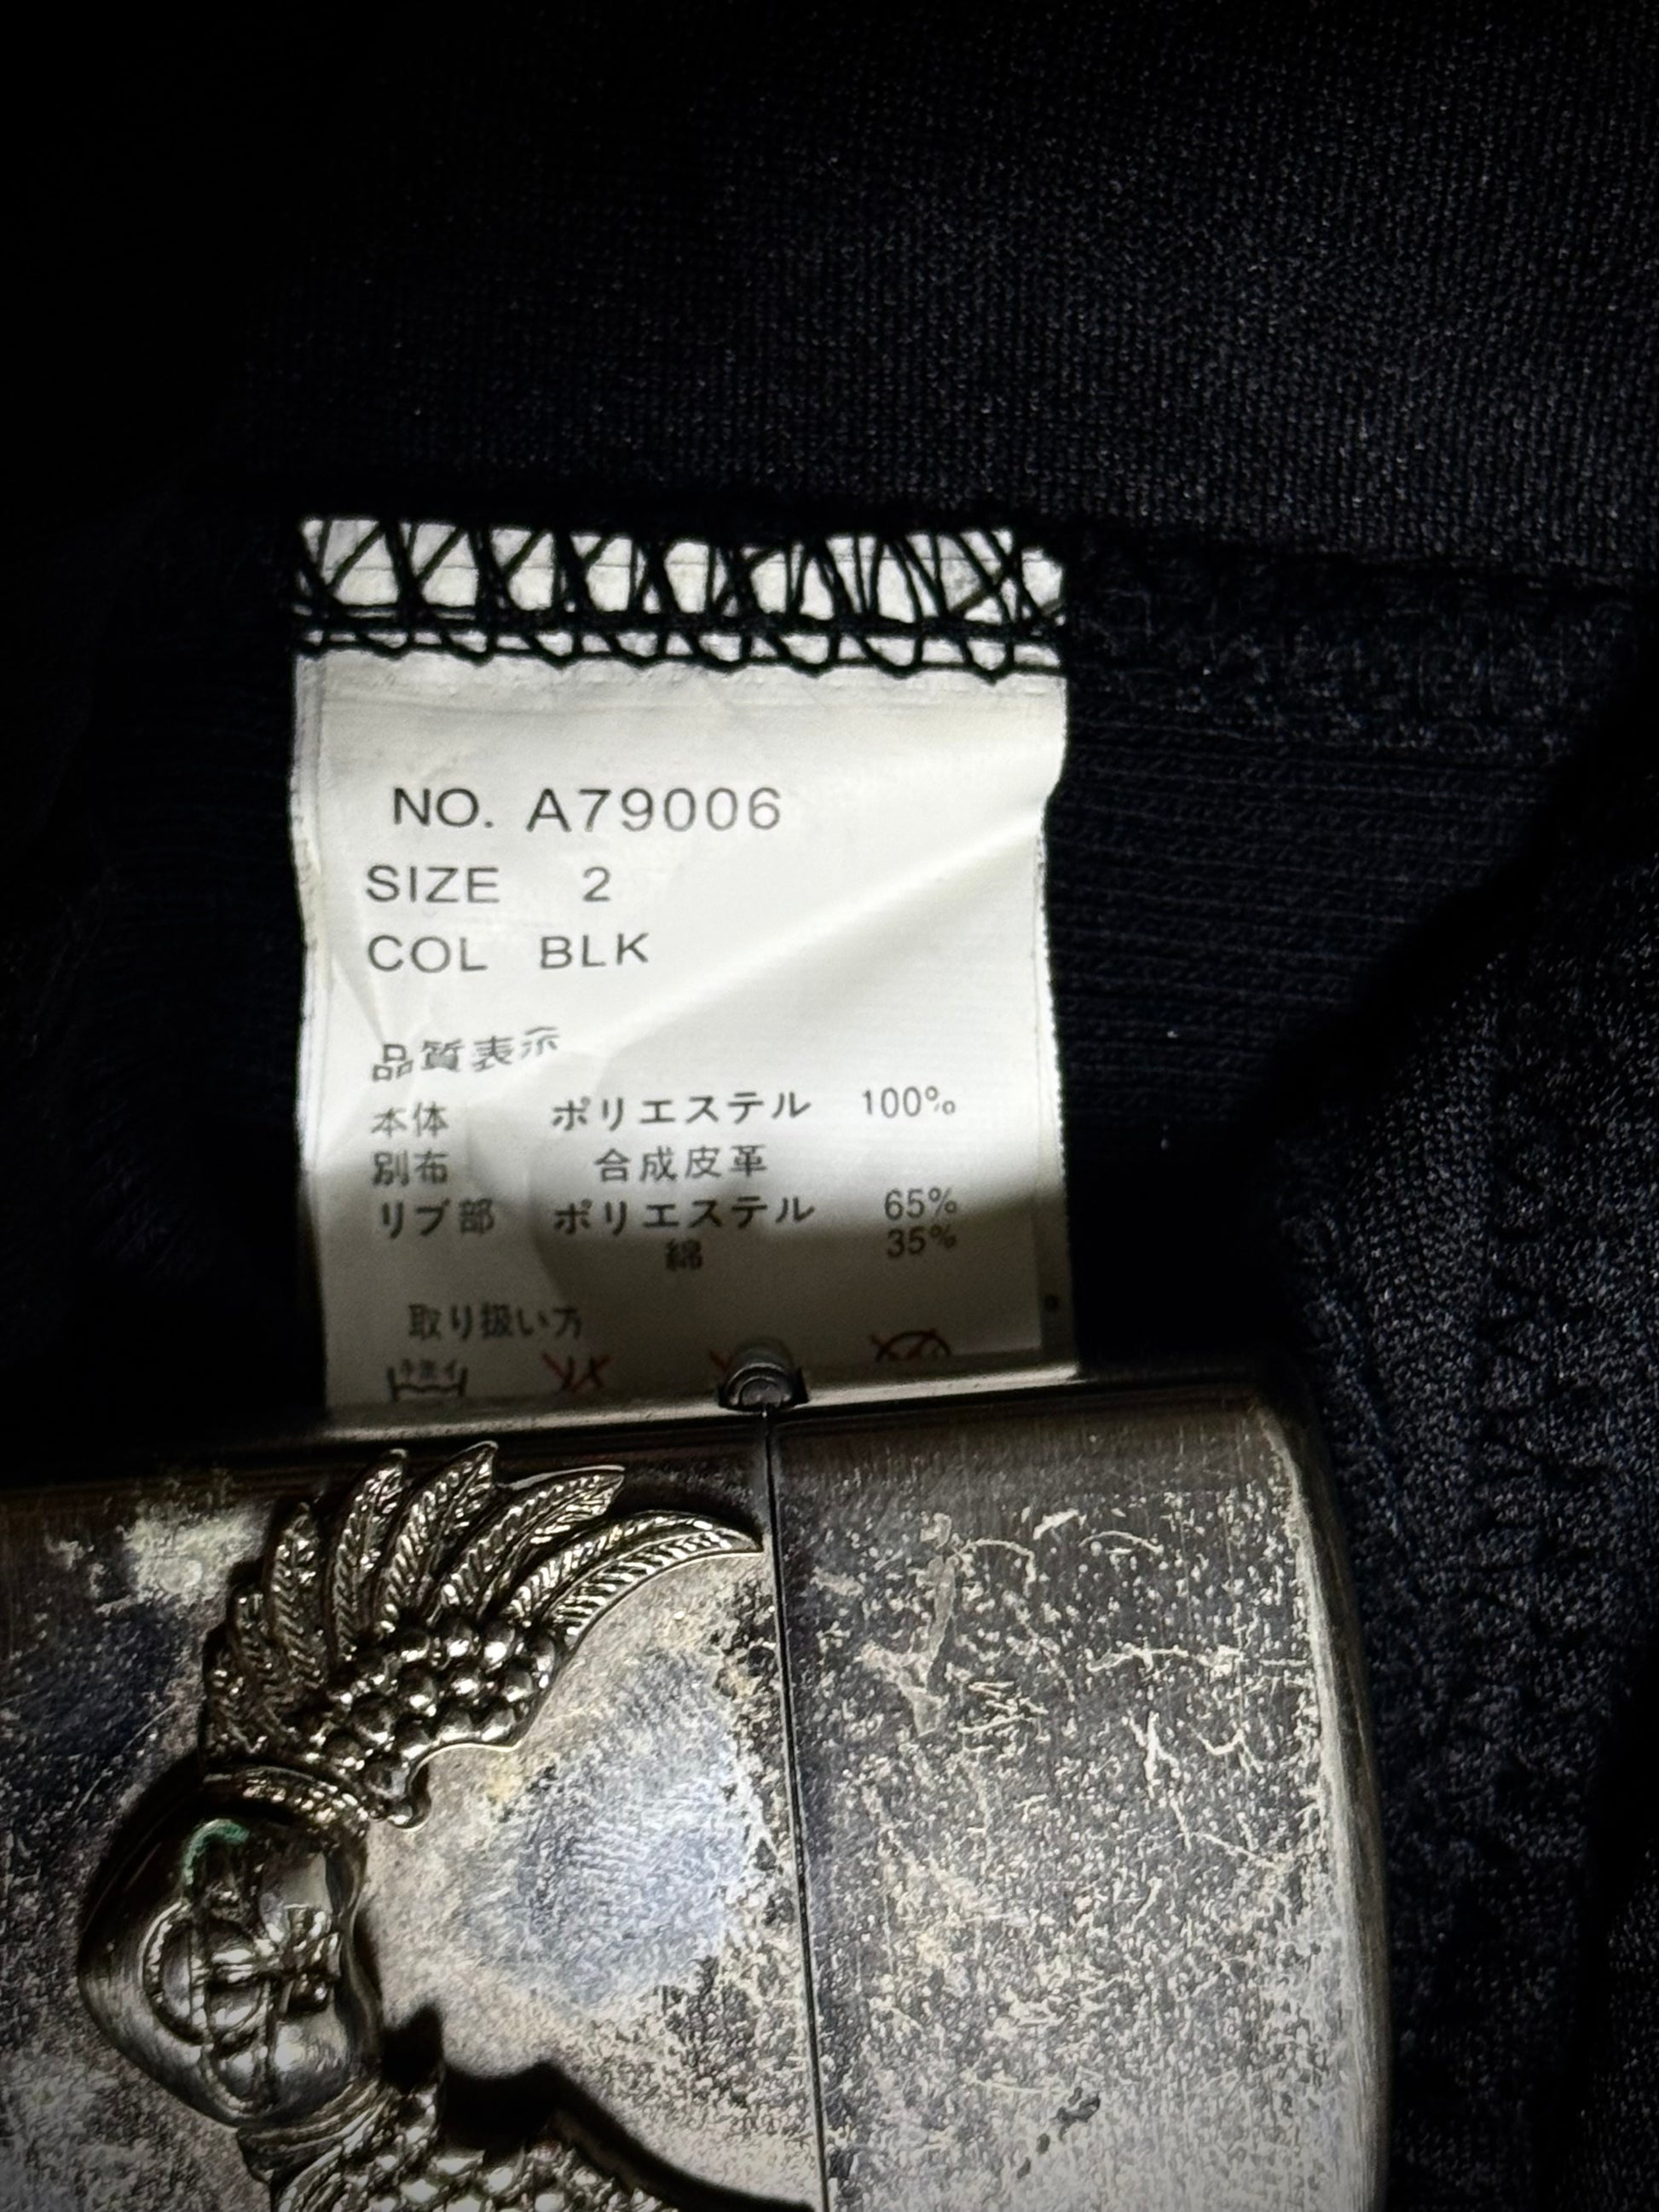 NO. A79006
SIZE 2
COL BLK
品質表示
本体 ポリエステル 100%
別布 合成皮革
リブ部 ポリエステル 65%
綿 35%
取り扱い方